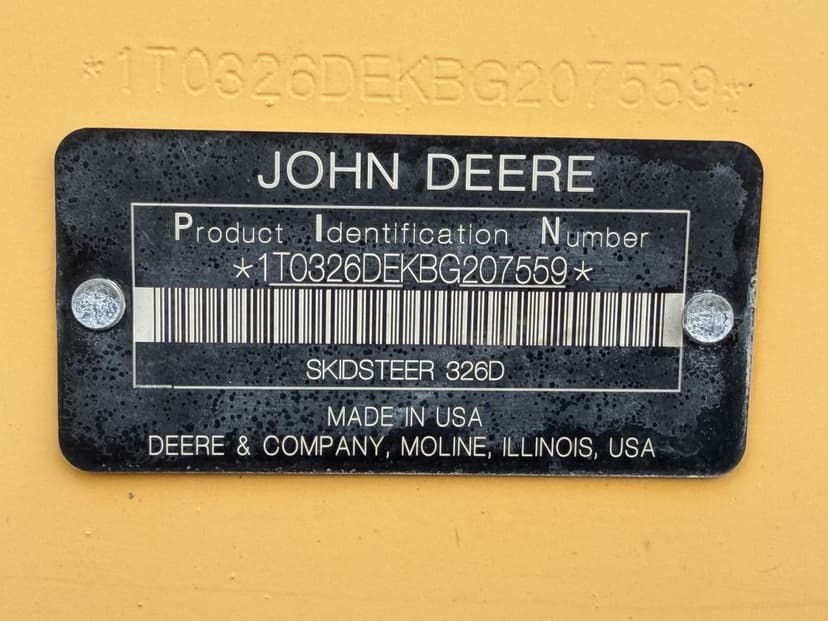 *1T0326DEKBG207559*
JOHN DEERE
Product Identification Number
*1T0326DEKBG207559*
SKIDSTEER 326D
MADE IN USA
DEERE & COMPANY, MOLINE, ILLINOIS, USA